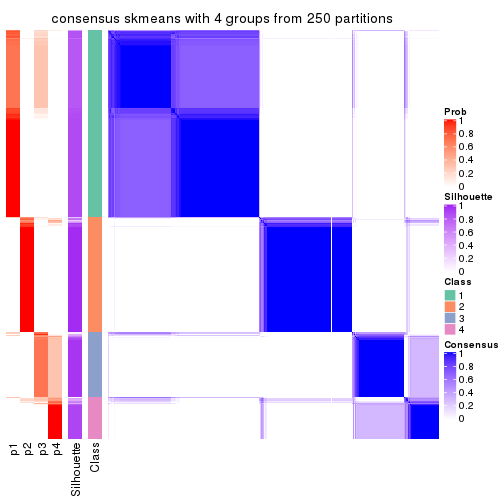 consensus skmeans with 4 groups from 250 partitions
Prob
1
0.8
0.6
0.4
0.2
0
Silhouette
1
0.8
0.6
0.4
0.2
0
Class
1
2
3
4
Consensus
1
0.8
0.6
0.4
0.2
0
p1
p2
p3
p4
Silhouette
Class